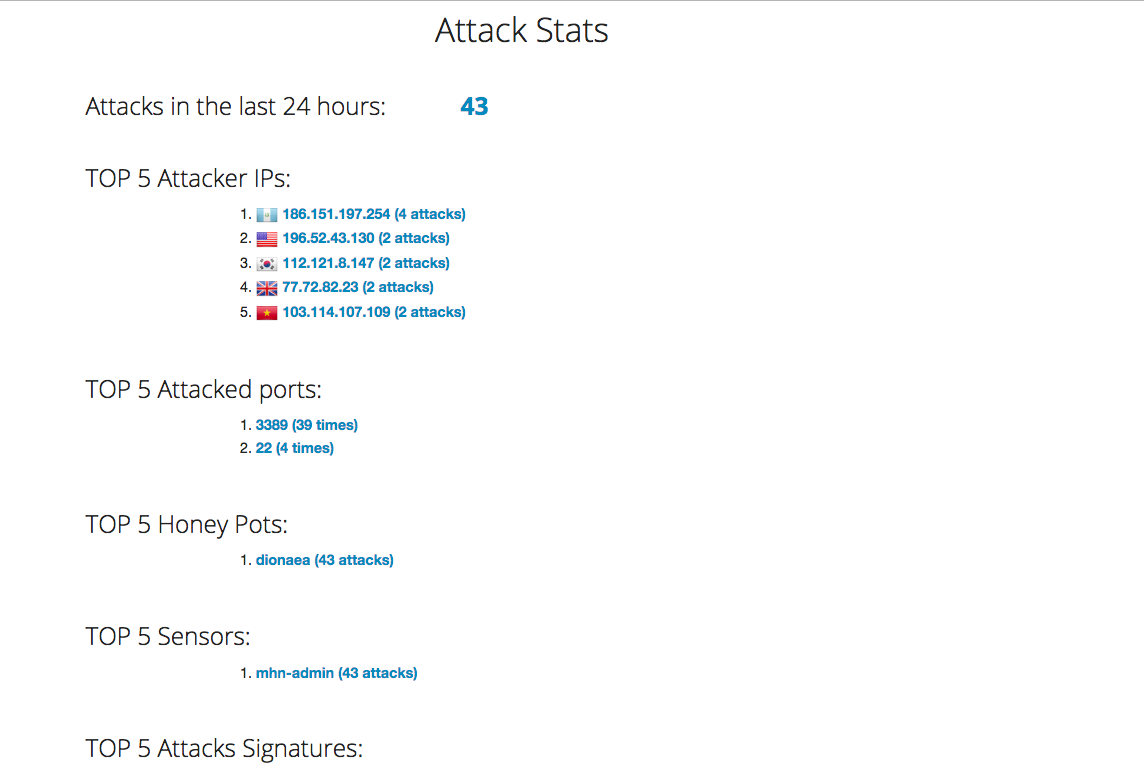 Attack Stats
Attacks in the last 24 hours: 43
TOP 5 Attacker IPs:
1. 186.151.197.254 (4 attacks)
2. 196.52.43.130 (2 attacks)
3. 112.121.8.147 (2 attacks)
4. 77.72.82.23 (2 attacks)
5. 103.114.107.109 (2 attacks)
TOP 5 Attacked ports:
1. 3389 (39 times)
2. 22 (4 times)
TOP 5 Honey Pots:
1. dionaea (43 attacks)
TOP 5 Sensors:
1. mhn-admin (43 attacks)
TOP 5 Attacks Signatures: